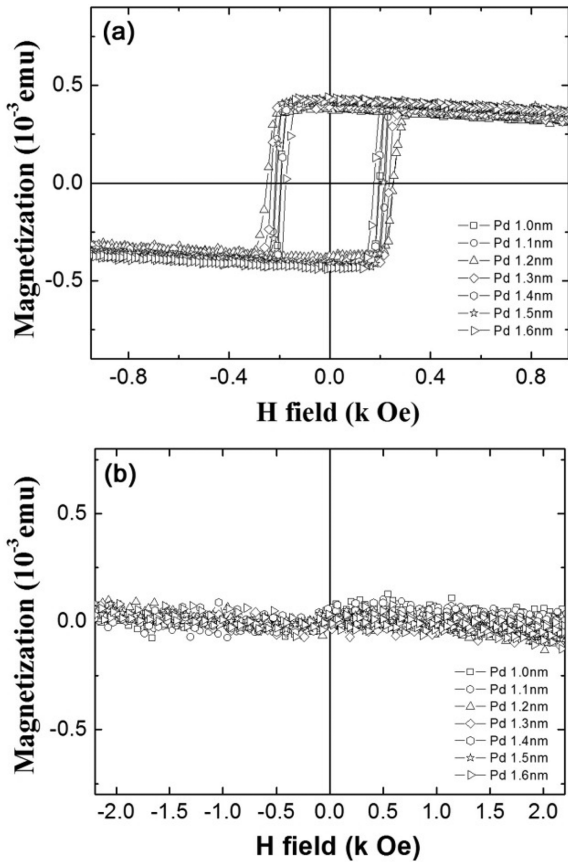 (a)
Magnetization (10⁻³ emu)
0.5
0.0
-0.5
Pd 1.0nm
Pd 1.1nm
Pd 1.2nm
Pd 1.3nm
Pd 1.4nm
Pd 1.5nm
Pd 1.6nm
-0.8 -0.4 0.0 0.4 0.8
H field (k Oe)
(b)
Magnetization (10⁻³ emu)
0.5
0.0
-0.5
Pd 1.0nm
Pd 1.1nm
Pd 1.2nm
Pd 1.3nm
Pd 1.4nm
Pd 1.5nm
Pd 1.6nm
-2.0 -1.5 -1.0 -0.5 0.0 0.5 1.0 1.5 2.0
H field (k Oe)